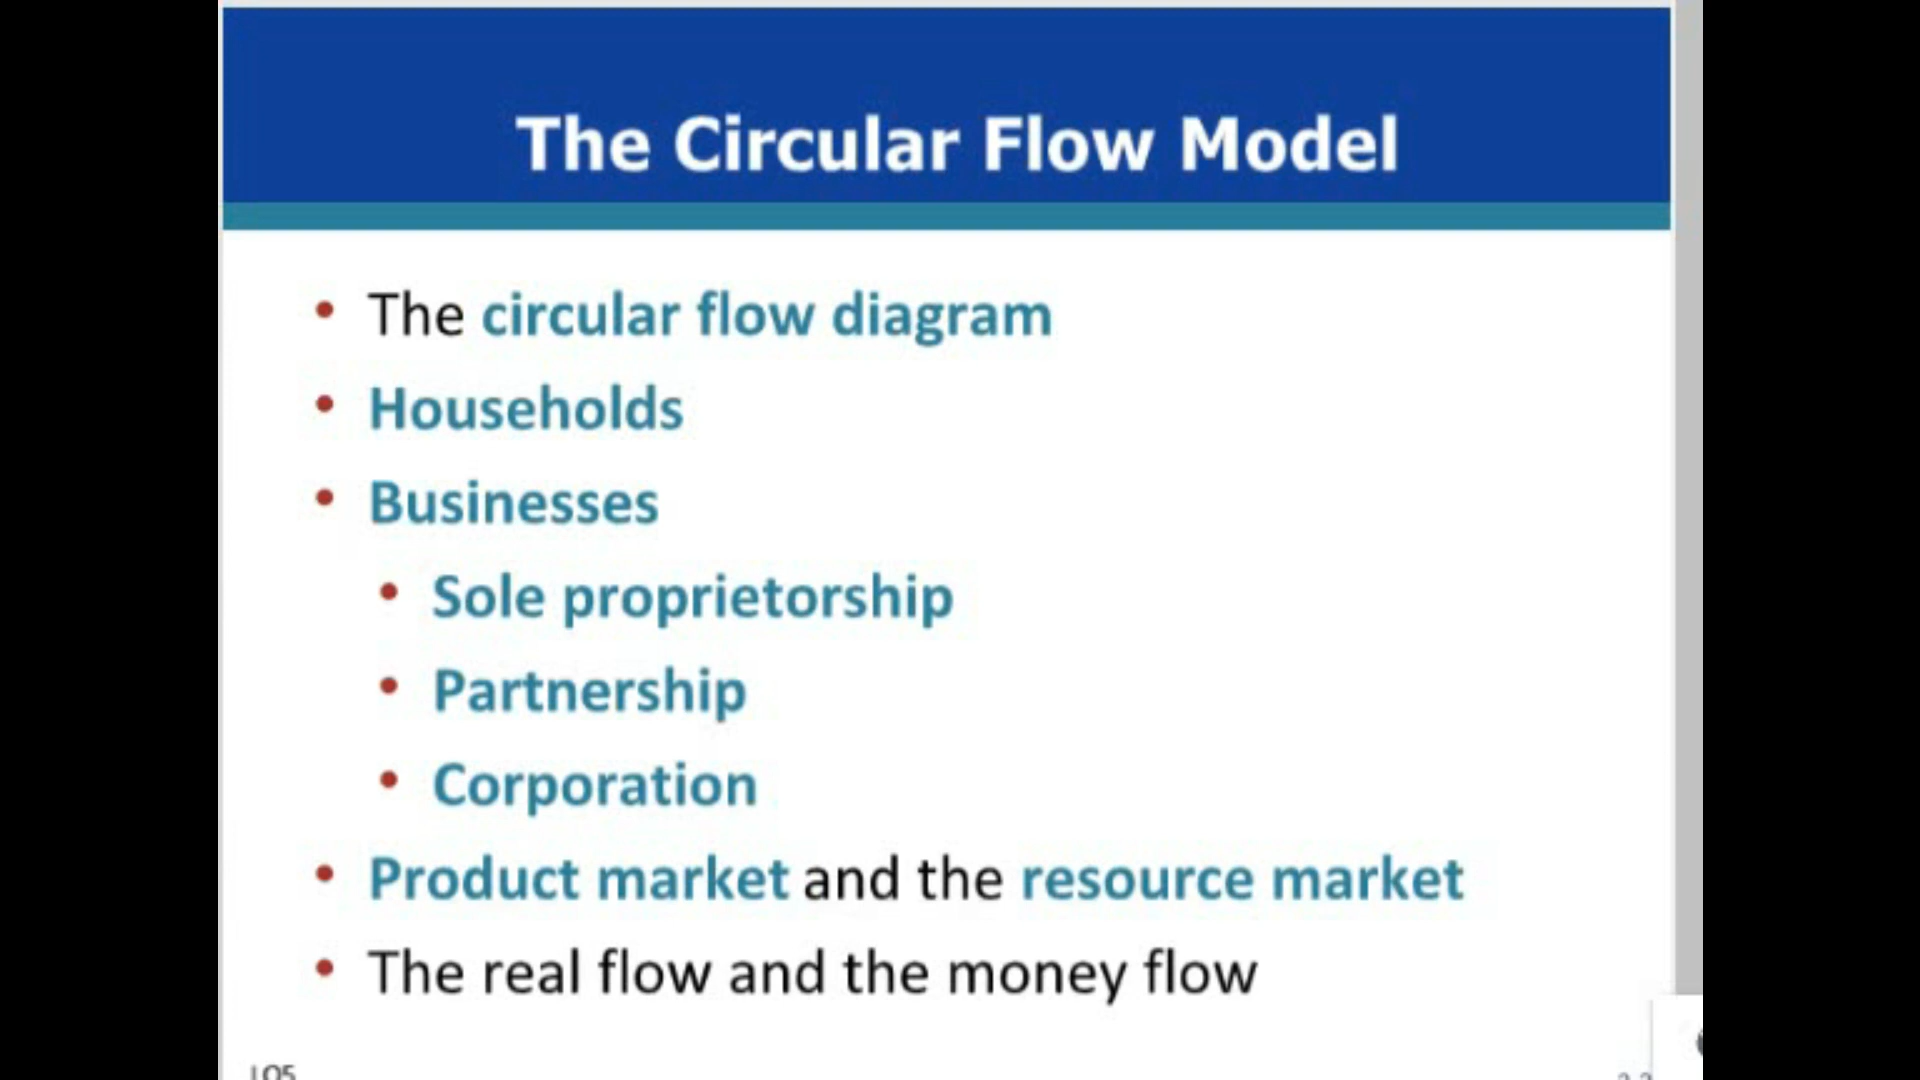 The Circular Flow Model
• The circular flow diagram
• Households
• Businesses
• Sole proprietorship
• Partnership
• Corporation
• Product market and the resource market
• The real flow and the money flow
LO5